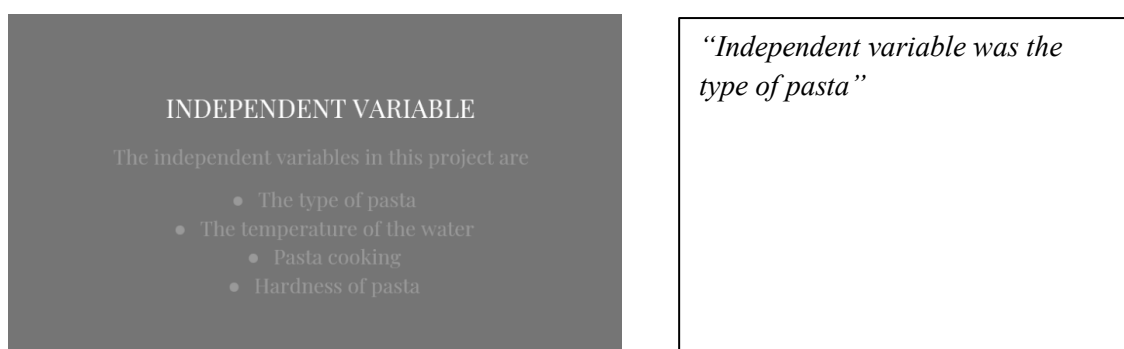 INDEPENDENT VARIABLE
The independent variables in this project are
● The type of pasta
● The temperature of the water
● Pasta cooking
● Hardness of pasta
“Independent variable was the
type of pasta”